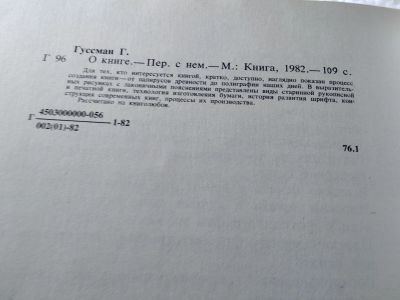 Гуссман Г.
Г 96 О книге.—Пер. с нем.—М.: Книга, 1982.—109 с.
Для тех, кто интересуется книгой, кратко, доступно, наглядно показан процесс
создания книги—от папирусов древности до полиграфии наших дней. В выразитель-
ных рисунках с лаконичными пояснениями представлены виды старинной рукописной
и печатной книги, технология изготовления бумаги, история развития шрифта, кон-
струкция современных книг, процессы их производства.
Рассчитано на книголюбов.
Г 4503000000-056
002(01)-82 1-82
76.1